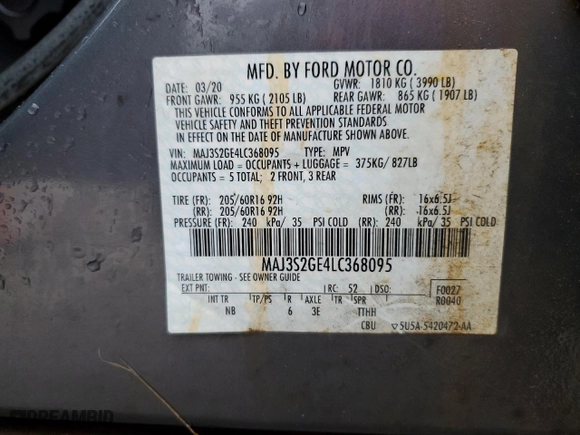 MFD. BY FORD MOTOR CO.
DATE: 03/20 GVWR: 1810 KG ( 3990 LB)
FRONT GAWR: 955 KG ( 2105 LB) REAR GAWR: 865 KG ( 1907 LB)
THIS VEHICLE CONFORMS TO ALL APPLICABLE FEDERAL MOTOR
VEHICLE SAFETY AND THEFT PREVENTION STANDARDS
IN EFFECT ON THE DATE OF MANUFACTURE SHOWN ABOVE.
VIN: MAJ3S2GE4LC368095 TYPE: MPV
MAXIMUM LOAD = OCCUPANTS + LUGGAGE = 375KG/ 827LB
OCCUPANTS = 5 TOTAL; 2 FRONT, 3 REAR
TIRE (FR): 205/60R16 92H RIMS (FR): 16x6.5J
(RR): 205/60R16 92H (RR): 16x6.5J
PRESSURE (FR): 240 kPa/ 35 PSI COLD (RR): 240 kPa/ 35 PSI COLD
MAJ3S2GE4LC368095
TRAILER TOWING - SEE OWNER GUIDE
EXT PNT: RC: 52 DSO: F0027
R0040
INT TR TP/PS R AXLE TR SPR
NB 6 3E TTHH
CBU 5U5A-5420472-AA
DREAMBID